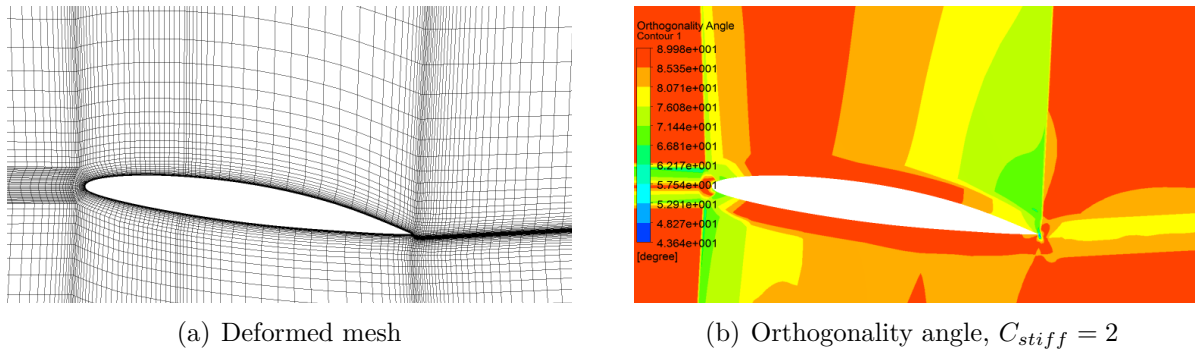 Orthogonality Angle
Contour 1
8.998e+001
8.535e+001
8.071e+001
7.608e+001
7.144e+001
6.681e+001
6.217e+001
5.754e+001
5.291e+001
4.827e+001
4.364e+001
[degree]
(a) Deformed mesh
(b) Orthogonality angle, $C_{stiff} = 2$